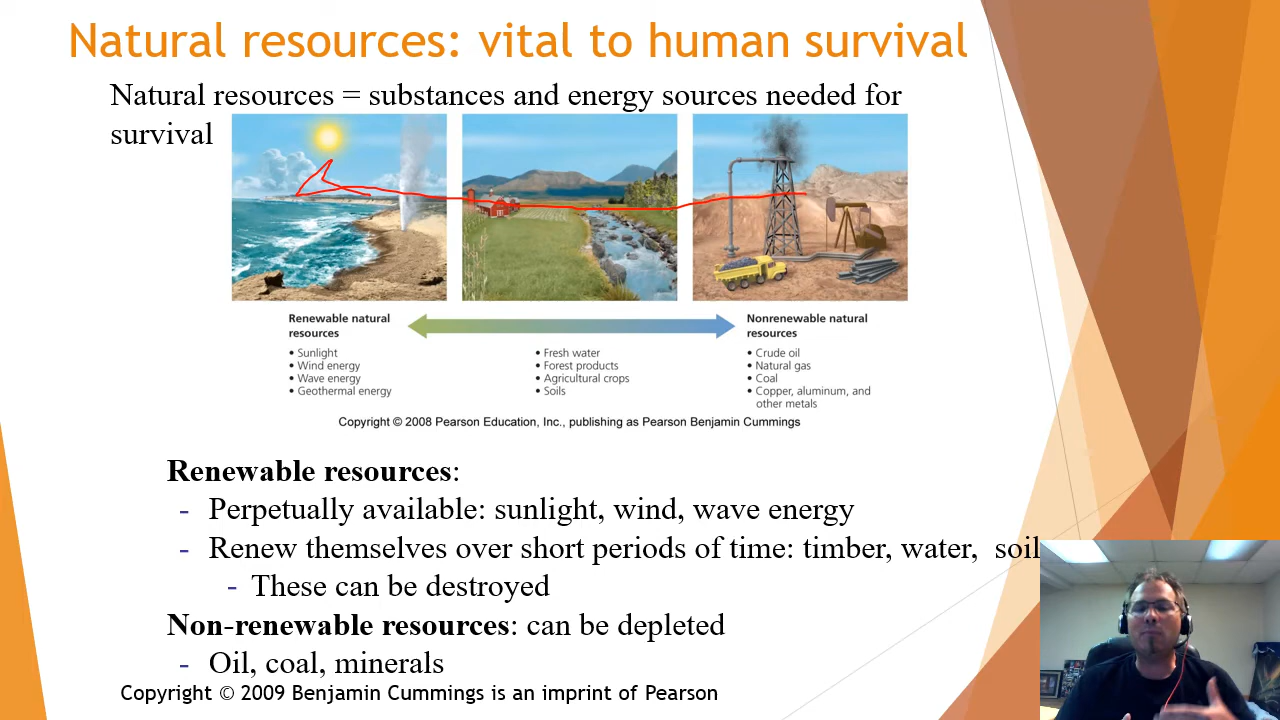 Natural resources: vital to human survival
Natural resources = substances and energy sources needed for
survival
Renewable natural
resources
• Sunlight
• Wind energy
• Wave energy
• Geothermal energy
• Fresh water
• Forest products
• Agricultural crops
• Soils
Nonrenewable natural
resources
• Crude oil
• Natural gas
• Coal
• Copper, aluminum, and
other metals
Copyright © 2008 Pearson Education, Inc., publishing as Pearson Benjamin Cummings
Renewable resources:
- Perpetually available: sunlight, wind, wave energy
- Renew themselves over short periods of time: timber, water, soil
- These can be destroyed
Non-renewable resources: can be depleted
- Oil, coal, minerals
Copyright © 2009 Benjamin Cummings is an imprint of Pearson